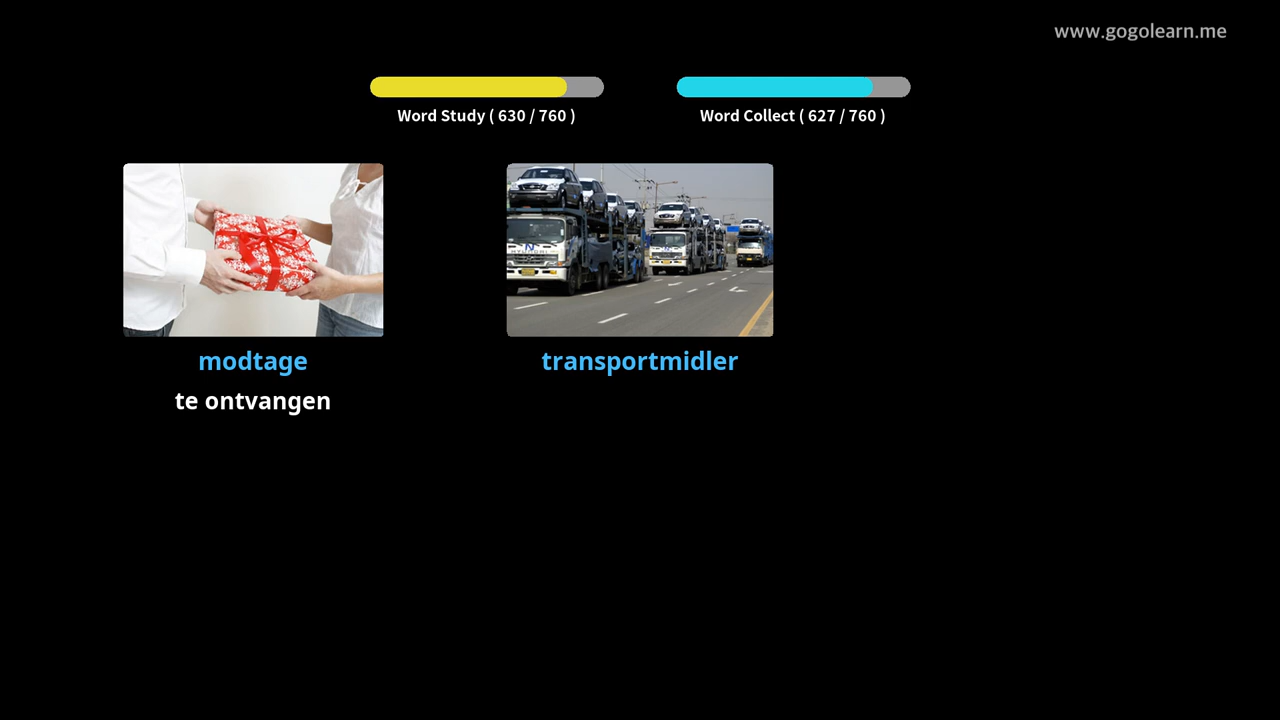 www.gogolearn.me
Word Study ( 630 / 760 )
Word Collect ( 627 / 760 )
modtage
transportmidler
te ontvangen